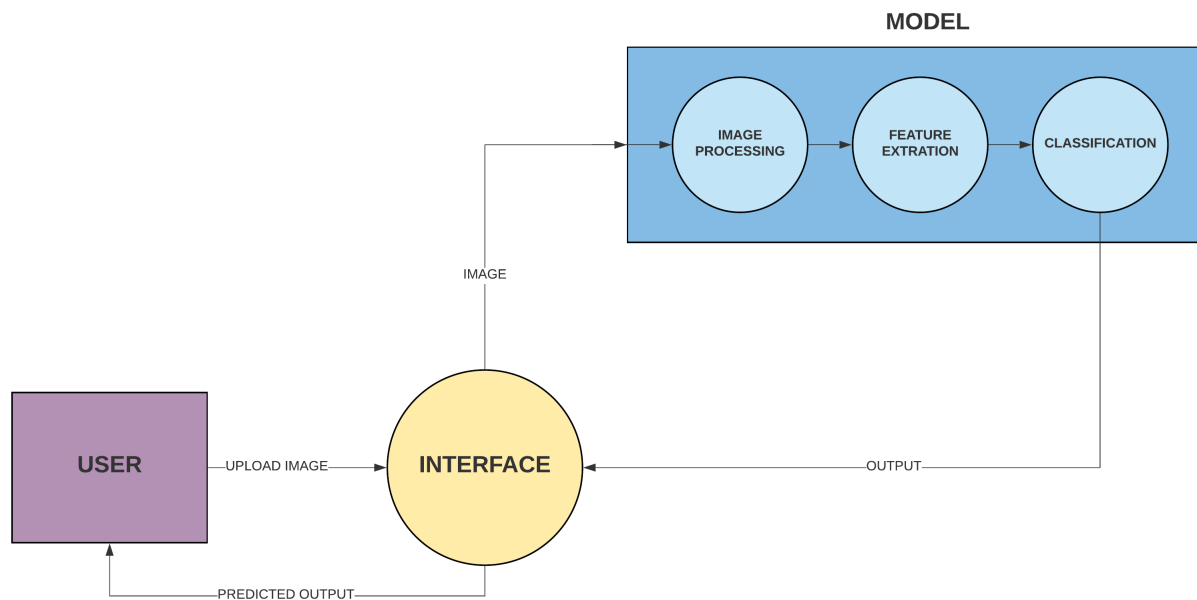 MODEL
IMAGE
PROCESSING
FEATURE
EXTRATION
CLASSIFICATION
IMAGE
USER
UPLOAD IMAGE
INTERFACE
OUTPUT
PREDICTED OUTPUT